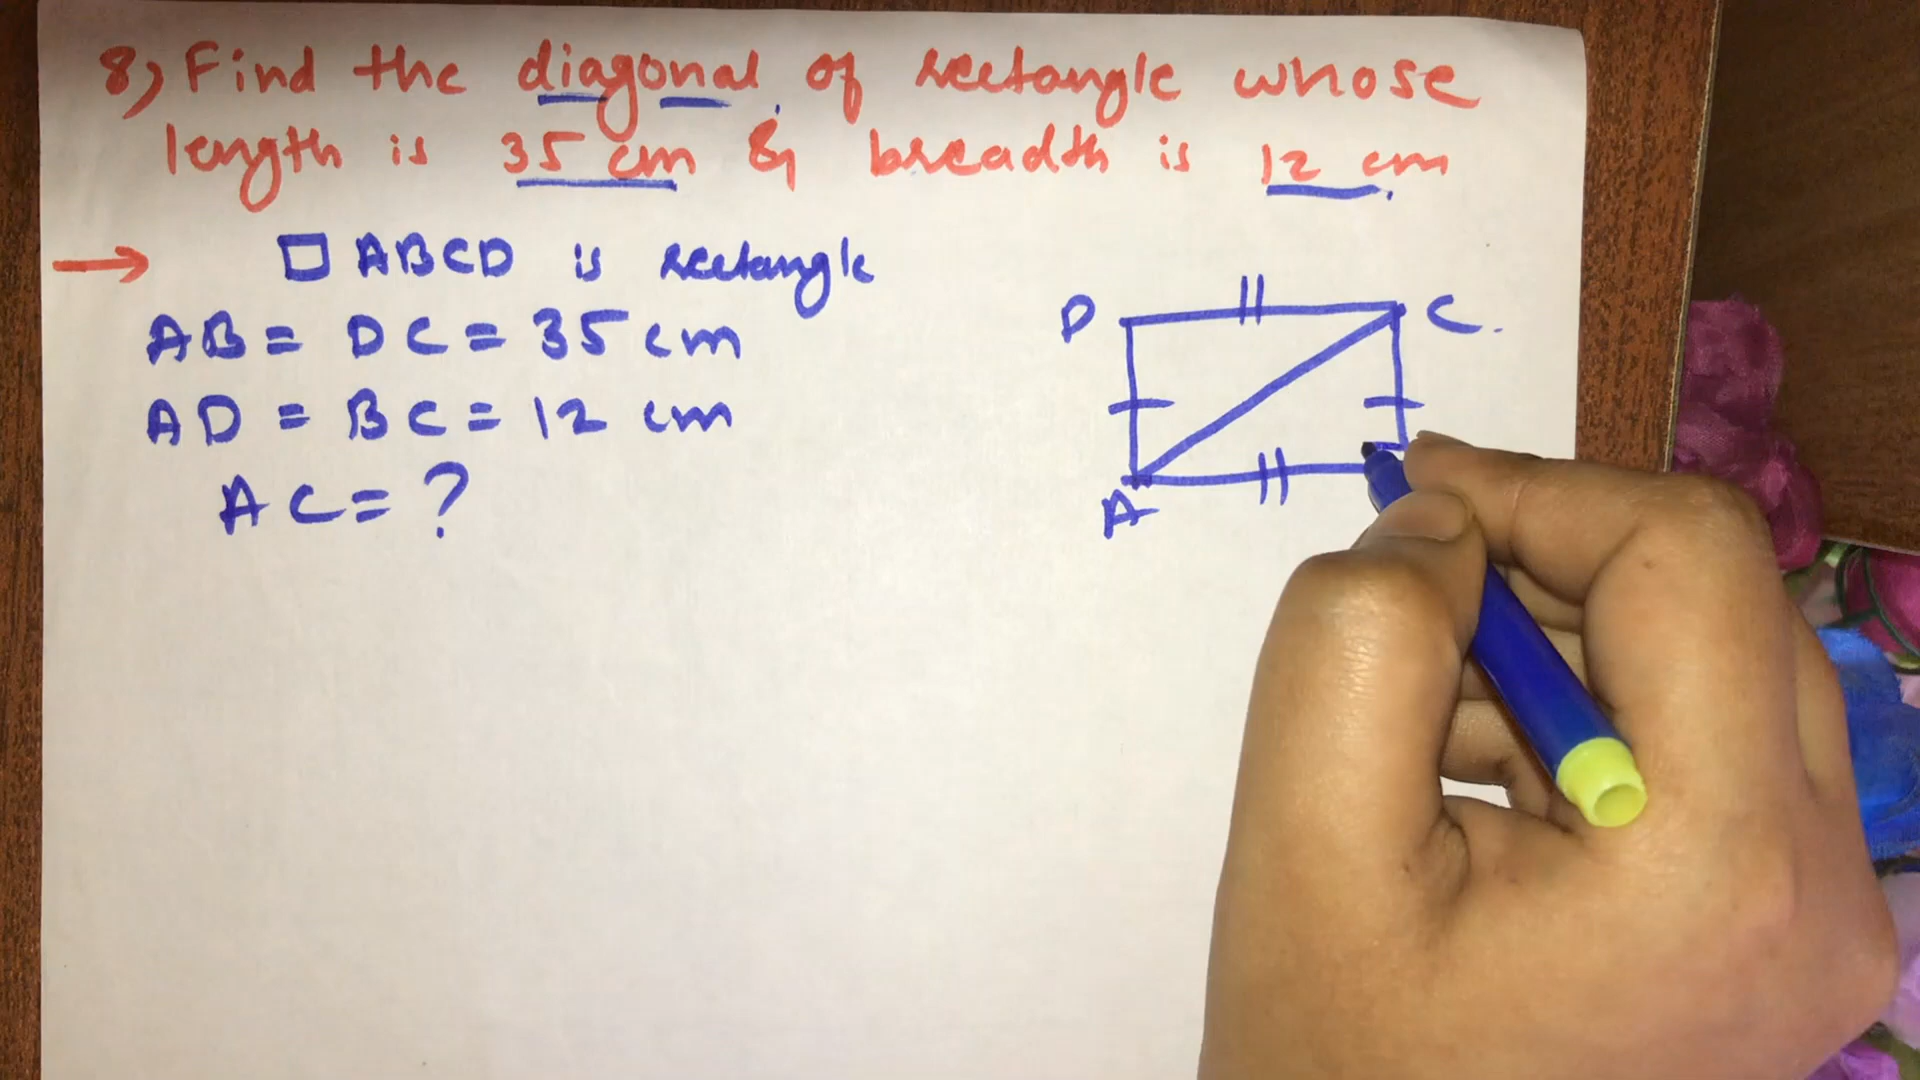 8) Find the diagonal of rectangle whose
length is 35 cm & breadth is 12 cm
→ □ ABCD is rectangle
AB = DC = 35 cm
AD = BC = 12 cm
AC = ?
D C
A